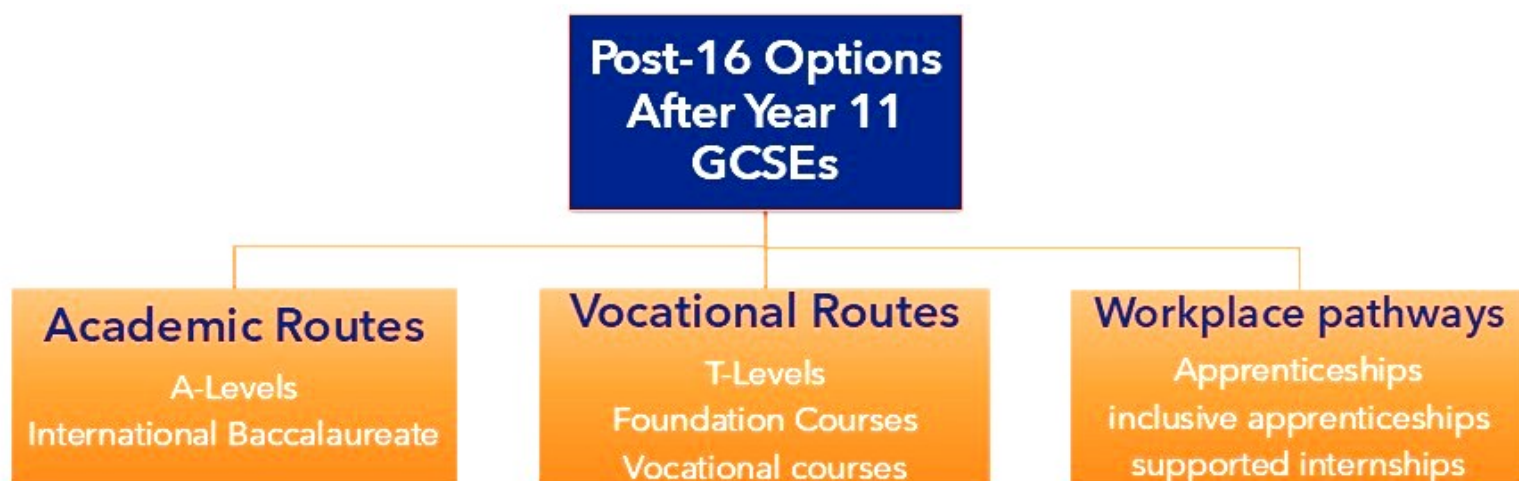 Post-16 Options
After Year 11
GCSEs
Academic Routes
A-Levels
International Baccalaureate
Vocational Routes
T-Levels
Foundation Courses
Vocational courses
Workplace pathways
Apprenticeships
inclusive apprenticeships
supported internships